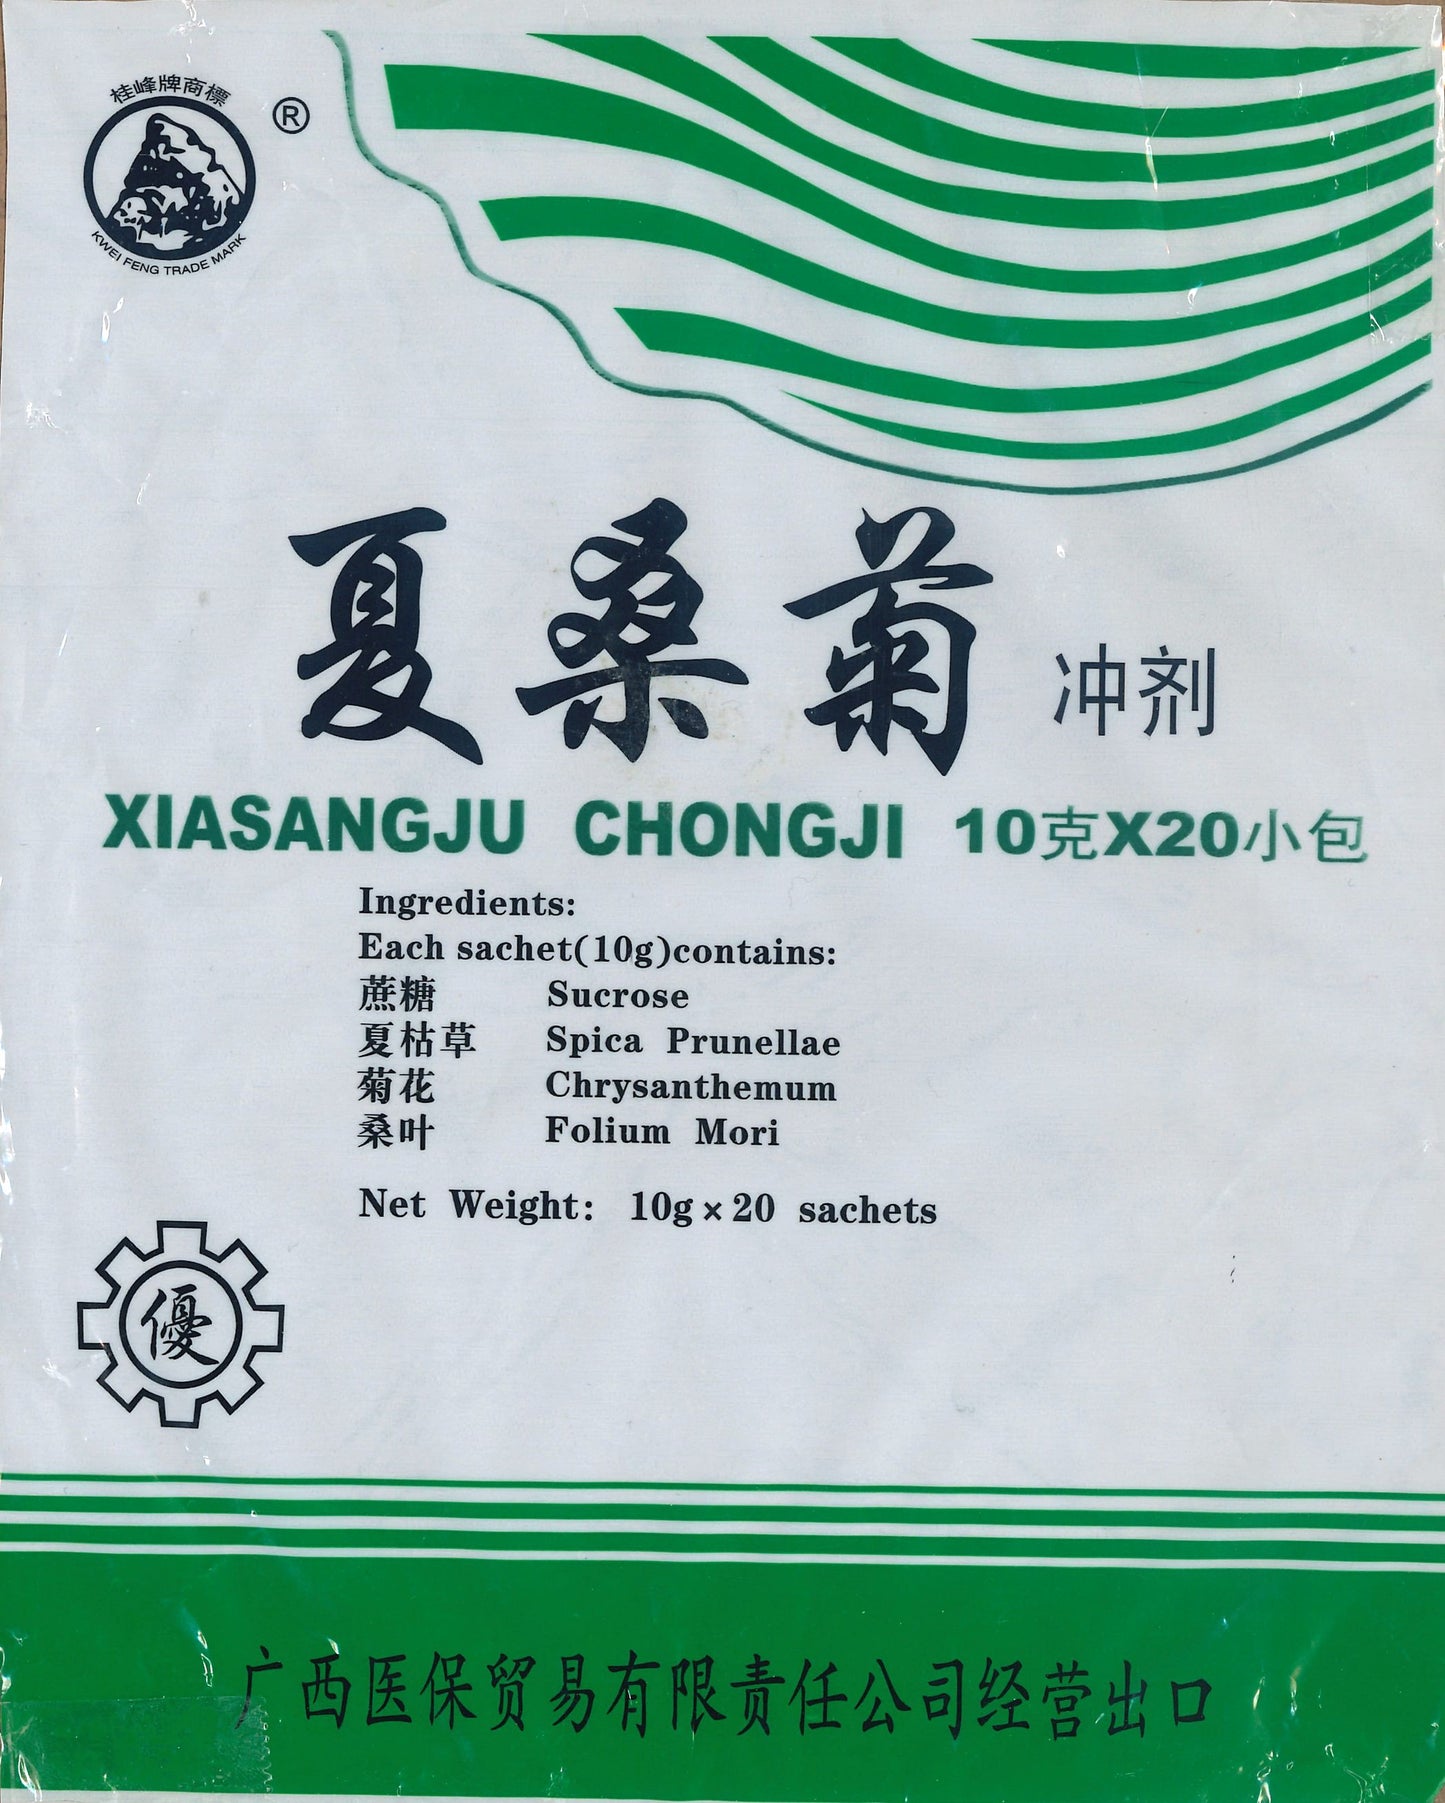 桂峰牌商標
®
KWEI FENG TRADE MARK
夏桑菊 冲剂
XIASANGJU CHONGJI 10克X20小包
Ingredients:
Each sachet(10g)contains:
蔗糖 Sucrose
夏枯草 Spica Prunellae
菊花 Chrysanthemum
桑叶 Folium Mori
Net Weight: 10g×20 sachets
優
广西医保贸易有限责任公司经营出口